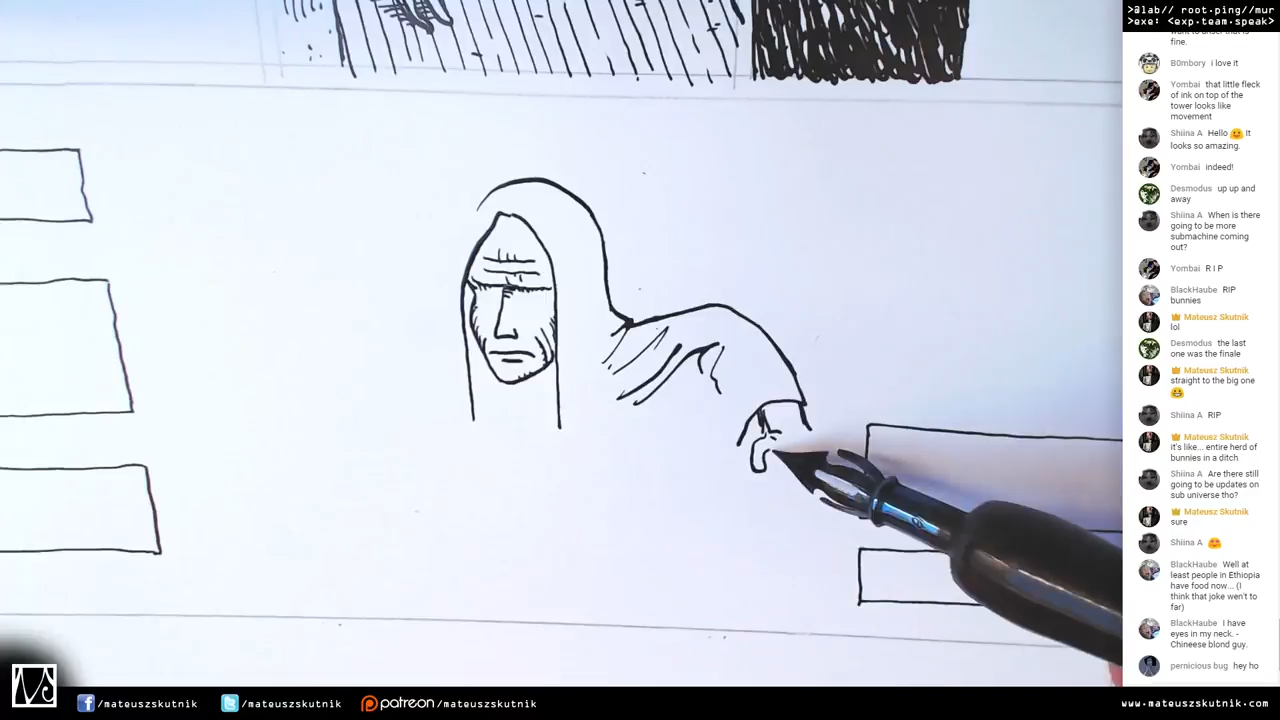 >@lab// root.ping//mur
>exe: <exp.team.speak>
fine.
B0mbory i love it
Yombai that little fleck
of ink on top of the
tower looks like
movement
Shiina A Hello 😀 It
looks so amazing.
Yombai indeed!
Desmodus up up and
away
Shiina A When is there
going to be more
submachine coming
out?
Yombai R I P
BlackHaube RIP
bunnies
Mateusz Skutnik
lol
Desmodus the last
one was the finale
Mateusz Skutnik
straight to the big one
😀
Shiina A RIP
Mateusz Skutnik
it's like... entire herd of
bunnies in a ditch
Shiina A Are there still
going to be updates on
sub universe tho?
Mateusz Skutnik
sure
Shiina A 😊
BlackHaube Well at
least people in Ethiopia
have food now... (I
think that joke wen't to
far)
BlackHaube I have
eyes in my neck. -
Chineese blond guy.
pernicious bug hey ho
/mateuszskutnik /mateuszskutnik patreon/mateuszskutnik www.mateuszskutnik.com